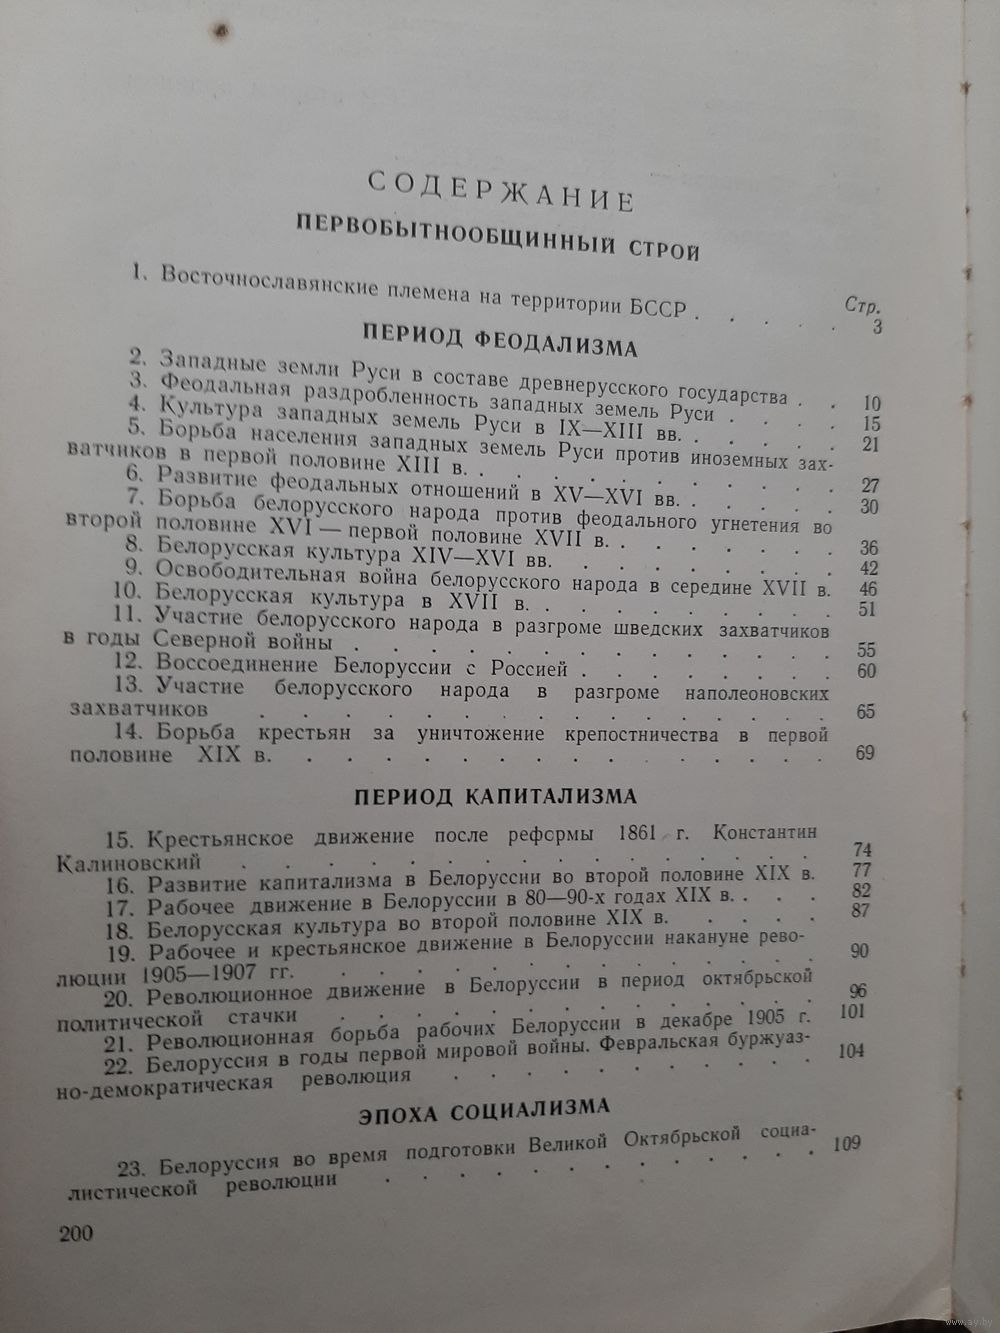 СОДЕРЖАНИЕ
ПЕРВОБЫТНООБЩИННЫЙ СТРОЙ
Стр.
1. Восточнославянские племена на территории БССР . . . . . 3
ПЕРИОД ФЕОДАЛИЗМА
2. Западные земли Руси в составе древнерусского государства . . 10
3. Феодальная раздробленность западных земель Руси . . . . 15
4. Культура западных земель Руси в IX—XIII вв. . . . . . 21
5. Борьба населения западных земель Руси против иноземных зах-
ватчиков в первой половине XIII в. . . . . . . . . . 27
6. Развитие феодальных отношений в XV—XVI вв. . . . . . 30
7. Борьба белорусского народа против феодального угнетения во
второй половине XVI — первой половине XVII в. . . . . . . 36
8. Белорусская культура XIV—XVI вв. . . . . . . . . 42
9. Освободительная война белорусского народа в середине XVII в. 46
10. Белорусская культура в XVII в. . . . . . . . . . 51
11. Участие белорусского народа в разгроме шведских захватчиков
в годы Северной войны . . . . . . . . . . . . 55
12. Воссоединение Белоруссии с Россией . . . . . . . 60
13. Участие белорусского народа в разгроме наполеоновских
захватчиков . . . . . . . . . . . . . . 65
14. Борьба крестьян за уничтожение крепостничества в первой
половине XIX в. . . . . . . . . . . . . . 69
ПЕРИОД КАПИТАЛИЗМА
15. Крестьянское движение после реформы 1861 г. Константин
Калиновский . . . . . . . . . . . . . 74
16. Развитие капитализма в Белоруссии во второй половине XIX в. 77
17. Рабочее движение в Белоруссии в 80—90-х годах XIX в. . . . 82
18. Белорусская культура во второй половине XIX в. . . . . 87
19. Рабочее и крестьянское движение в Белоруссии накануне рево-
люции 1905—1907 гг. . . . . . . . . . . . . 90
20. Революционное движение в Белоруссии в период октябрьской
политической стачки . . . . . . . . . . . 96
21. Революционная борьба рабочих Белоруссии в декабре 1905 г. 101
22. Белоруссия в годы первой мировой войны. Февральская буржуаз-
но-демократическая революция . . . . . . . . . 104
ЭПОХА СОЦИАЛИЗМА
23. Белоруссия во время подготовки Великой Октябрьской социа-
листической революции . . . . . . . . . . . . 109
200
www.ay.by